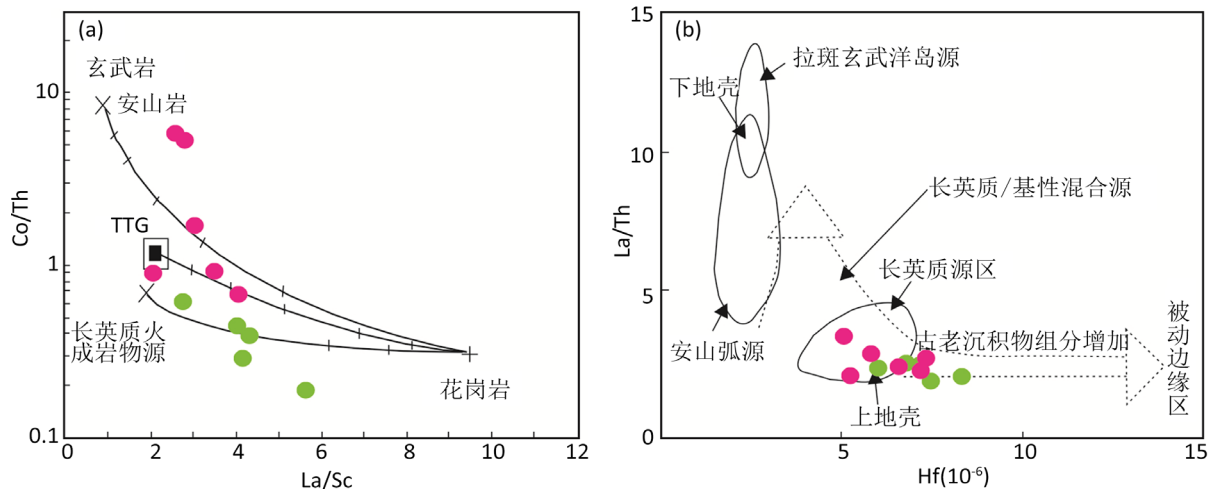 (a)
玄武岩
10
安山岩
Co/Th
TTG
1
长英质火
成岩物源
花岗岩
0.1
0
2
4
6
8
10
12
La/Sc
15
(b)
拉斑玄武洋岛源
下地壳
10
长英质/基性混合源
La/Th
长英质源区
5
被动边缘区
安山弧源
古老沉积物组分增加
上地壳
0
5
10
15
Hf(10⁻⁶)